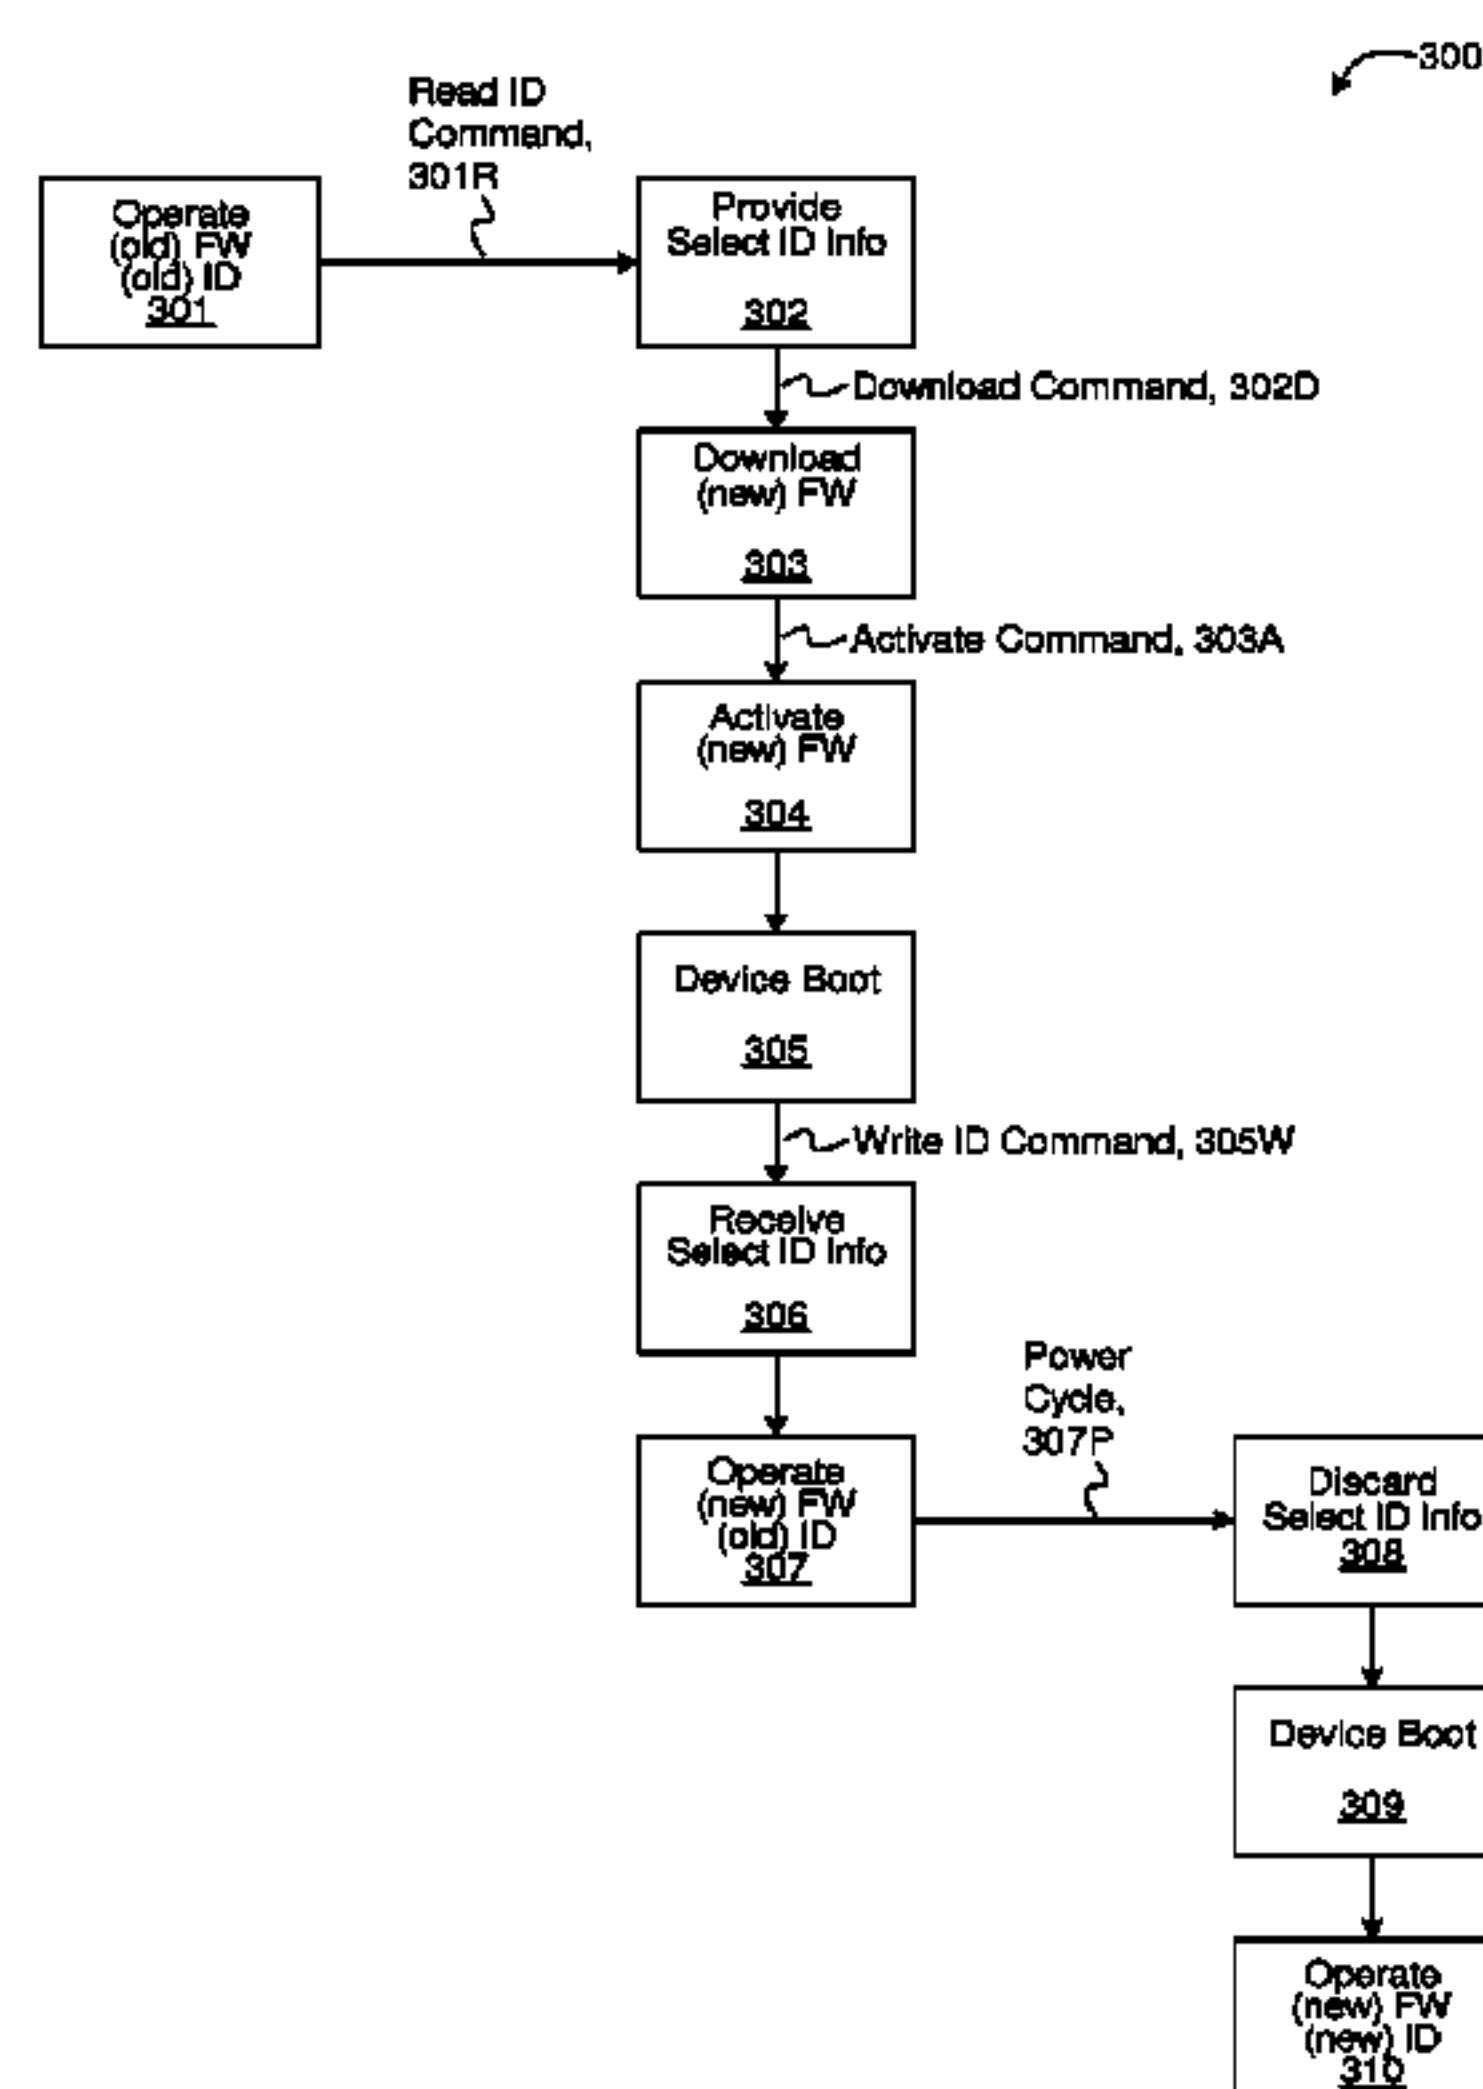 300
Read ID
Command,
301R
Operate
(old) FW
(old) ID
301
Provide
Select ID Info
302
Download Command, 302D
Download
(new) FW
303
Activate Command, 303A
Activate
(new) FW
304
Device Boot
305
Write ID Command, 305W
Receive
Select ID Info
306
Power
Cycle,
307P
Operate
(new) FW
(old) ID
307
Discard
Select ID Info
308
Device Boot
309
Operate
(new) FW
(new) ID
310